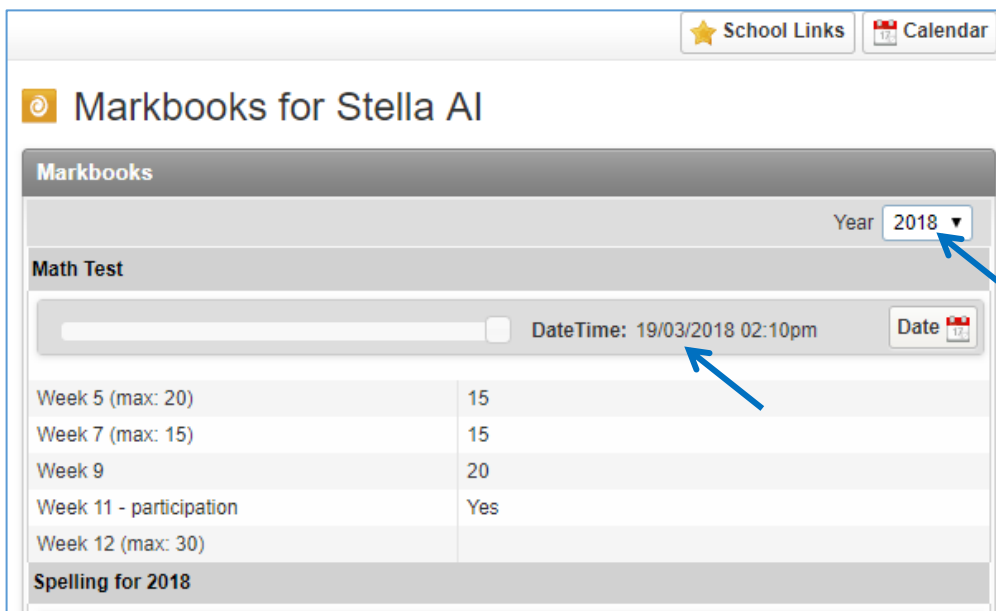 School Links Calendar
Markbooks for Stella AI
Markbooks
Year 2018
Math Test
DateTime: 19/03/2018 02:10pm Date
Week 5 (max: 20) 15
Week 7 (max: 15) 15
Week 9 20
Week 11 - participation Yes
Week 12 (max: 30)
Spelling for 2018